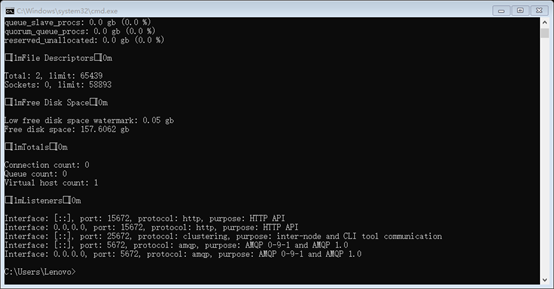 C:\Windows\system32\cmd.exe
queue_slave_procs: 0.0 gb (0.0 %)
quorum_queue_procs: 0.0 gb (0.0 %)
reserved_unallocated: 0.0 gb (0.0 %)
□[1mFile Descriptors□[0m
Total: 2, limit: 65439
Sockets: 0, limit: 58893
□[1mFree Disk Space□[0m
Low free disk space watermark: 0.05 gb
Free disk space: 157.6062 gb
□[1mTotals□[0m
Connection count: 0
Queue count: 0
Virtual host count: 1
□[1mListeners□[0m
Interface: [::], port: 15672, protocol: http, purpose: HTTP API
Interface: 0.0.0.0, port: 15672, protocol: http, purpose: HTTP API
Interface: [::], port: 25672, protocol: clustering, purpose: inter-node and CLI tool communication
Interface: [::], port: 5672, protocol: amqp, purpose: AMQP 0-9-1 and AMQP 1.0
Interface: 0.0.0.0, port: 5672, protocol: amqp, purpose: AMQP 0-9-1 and AMQP 1.0
C:\Users\Lenovo>